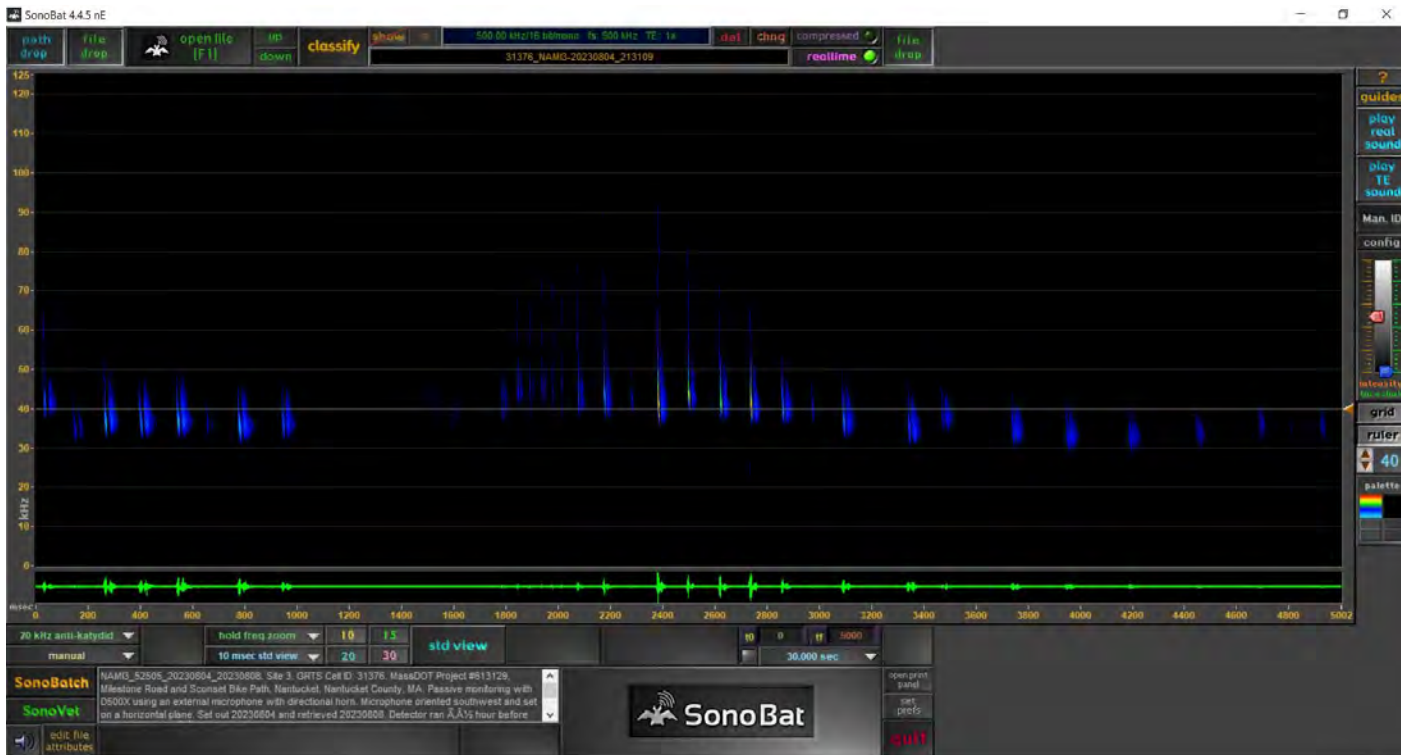 SonoBat 4.4.5 nE
path drop
file drop
open file [F1]
up
down
classify
show
500.00 kHz/16 bit/mono fs: 500 kHz TE: 1x
31376_NAMG-20230804_213109
del
chng
compressed
realtime
file drop
125
120
110
100
90
80
70
60
50
40
30
20
10
0
kHz
msec
0 200 400 600 800 1000 1200 1400 1600 1800 2000 2200 2400 2600 2800 3000 3200 3400 3600 3800 4000 4200 4400 4600 4800 5002
?
guides
play real sound
play TE sound
Man. ID
config
intensity
grid
ruler
40
palette
20 kHz anti-katydid
manual
hold freq zoom
10 msec std view
10 15
20 30
std view
t0 0 tf 5000
30.000 sec
SonoBatch
SonoVet
edit file attributes
NAMG_52505_20230804_20230808. Site 3, GRTS Cell ID: 31376. MassDOT Project #613129,
Milestone Road and Sconset Bike Path, Nantucket, Nantucket County, MA. Passive monitoring with
D500X using an external microphone with directional horn. Microphone oriented southwest and set
on a horizontal plane. Set out 20230804 and retrieved 20230808. Detector ran Ã‚Â½ hour before
SonoBat
open print panel
set prefs
quit